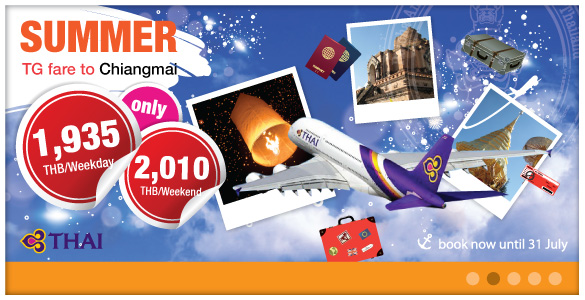 SUMMER
TG fare to Chiangmai
only
1,935
THB/Weekday
2,010
THB/Weekend
THAI
THAI
book now until 31 July